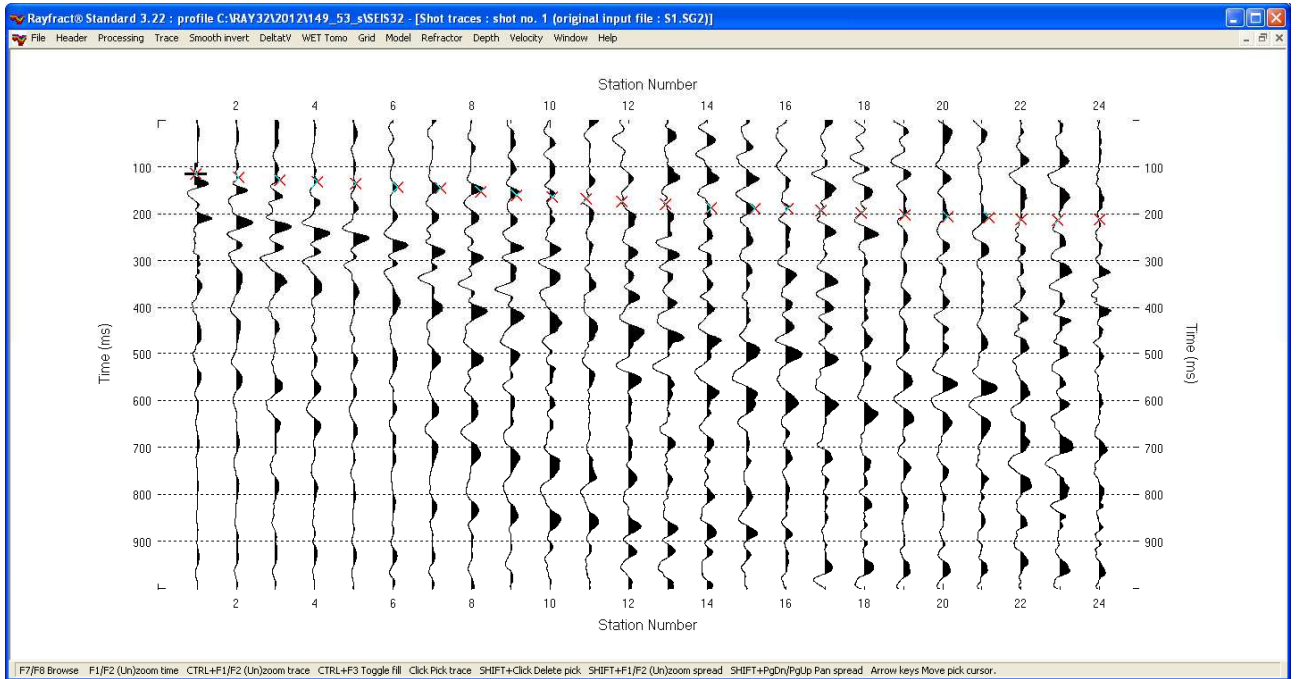 Rayfract® Standard 3.22 : profile C:\RAY32\2012\149_53_s\SEIS32 - [Shot traces : shot no. 1 (original input file : S1.SG2)]
File Header Processing Trace Smooth invert DeltatV WET Tomo Grid Model Refractor Depth Velocity Window Help
Station Number
2 4 6 8 10 12 14 16 18 20 22 24
100 100
200 200
300 300
400 400
Time (ms) Time (ms)
500 500
600 600
700 700
800 800
900 900
2 4 6 8 10 12 14 16 18 20 22 24
Station Number
F7/F8 Browse F1/F2 (Un)zoom time CTRL+F1/F2 (Un)zoom trace CTRL+F3 Toggle fill Click Pick trace SHIFT+Click Delete pick SHIFT+F1/F2 (Un)zoom spread SHIFT+PgDn/PgUp Pan spread Arrow keys Move pick cursor.